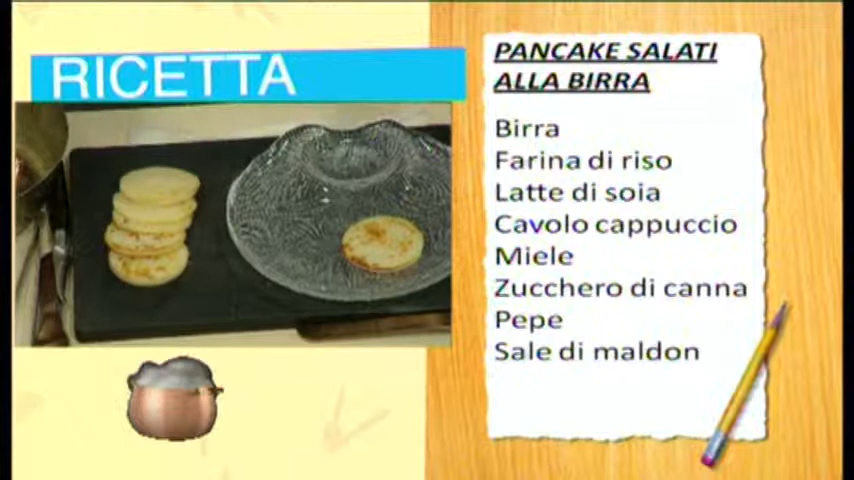 RICETTA
PANCAKE SALATI
ALLA BIRRA
Birra
Farina di riso
Latte di soia
Cavolo cappuccio
Miele
Zucchero di canna
Pepe
Sale di maldon